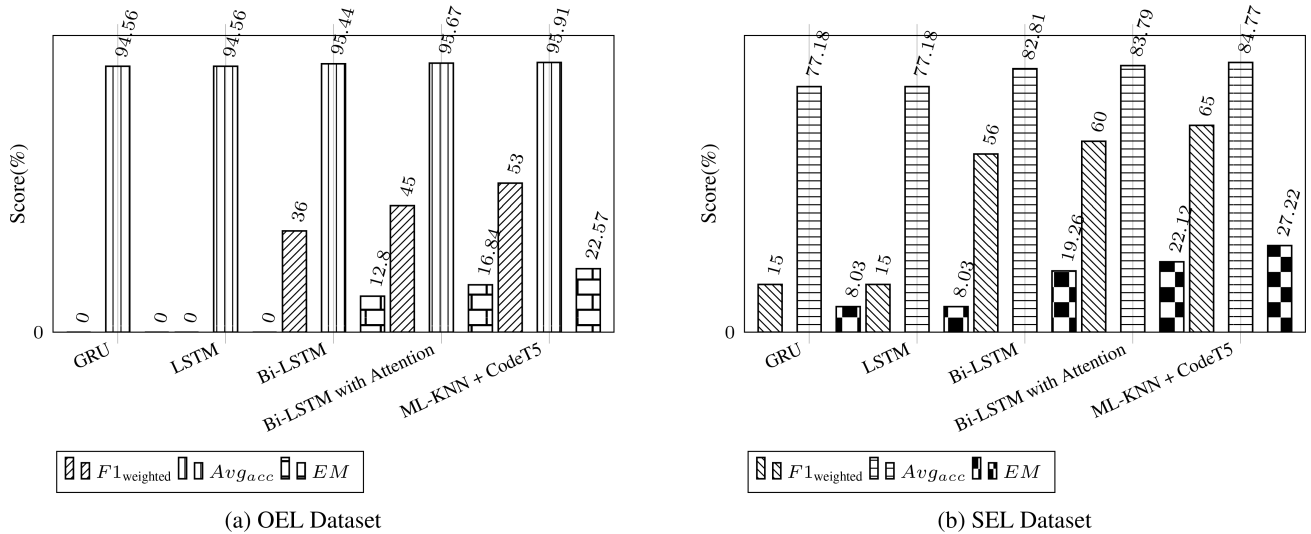 94.56
94.56
95.44
95.67
95.91
0
0
0
0
36
12.8
45
16.84
53
22.57
Score(%)
0
GRU
LSTM
Bi-LSTM
Bi-LSTM with Attention
ML-KNN + CodeT5
F1weighted Avgacc EM
(a) OEL Dataset
77.18
77.18
82.81
83.79
84.77
15
8.03
15
8.03
56
19.26
60
22.12
65
27.22
Score(%)
0
GRU
LSTM
Bi-LSTM
Bi-LSTM with Attention
ML-KNN + CodeT5
F1weighted Avgacc EM
(b) SEL Dataset